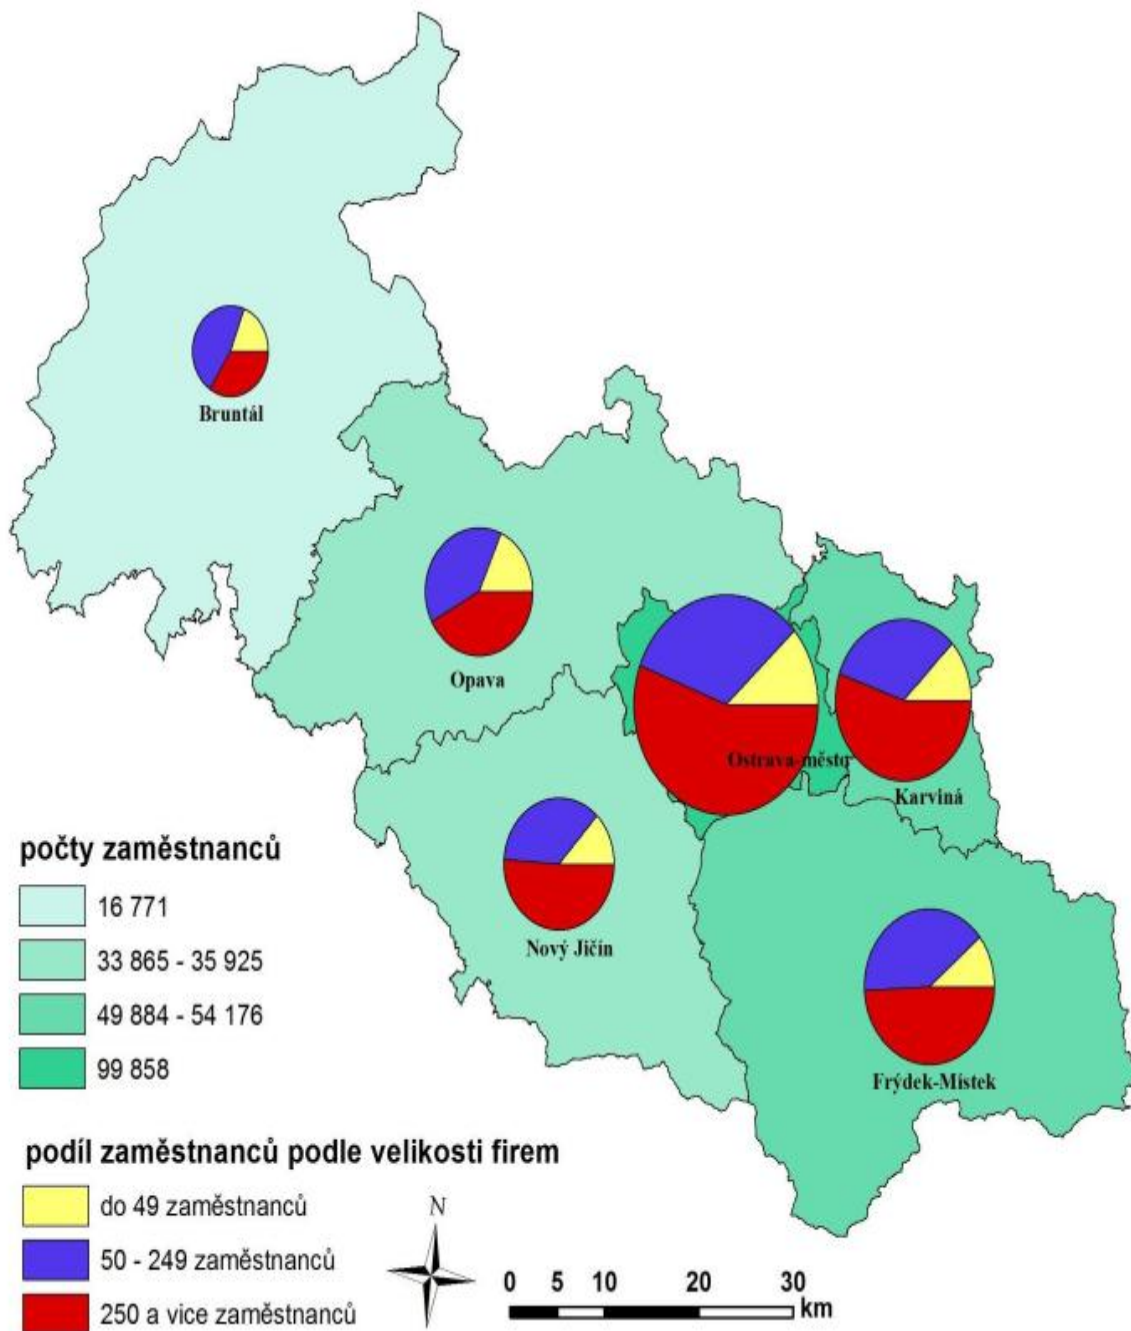 Bruntál
Opava
Ostrava-město
Karviná
Nový Jičín
Frýdek-Místek
počty zaměstnanců
16 771
33 865 - 35 925
49 884 - 54 176
99 858
podíl zaměstnanců podle velikosti firem
do 49 zaměstnanců
50 - 249 zaměstnanců
250 a vice zaměstnanců
N
0 5 10 20 30
km